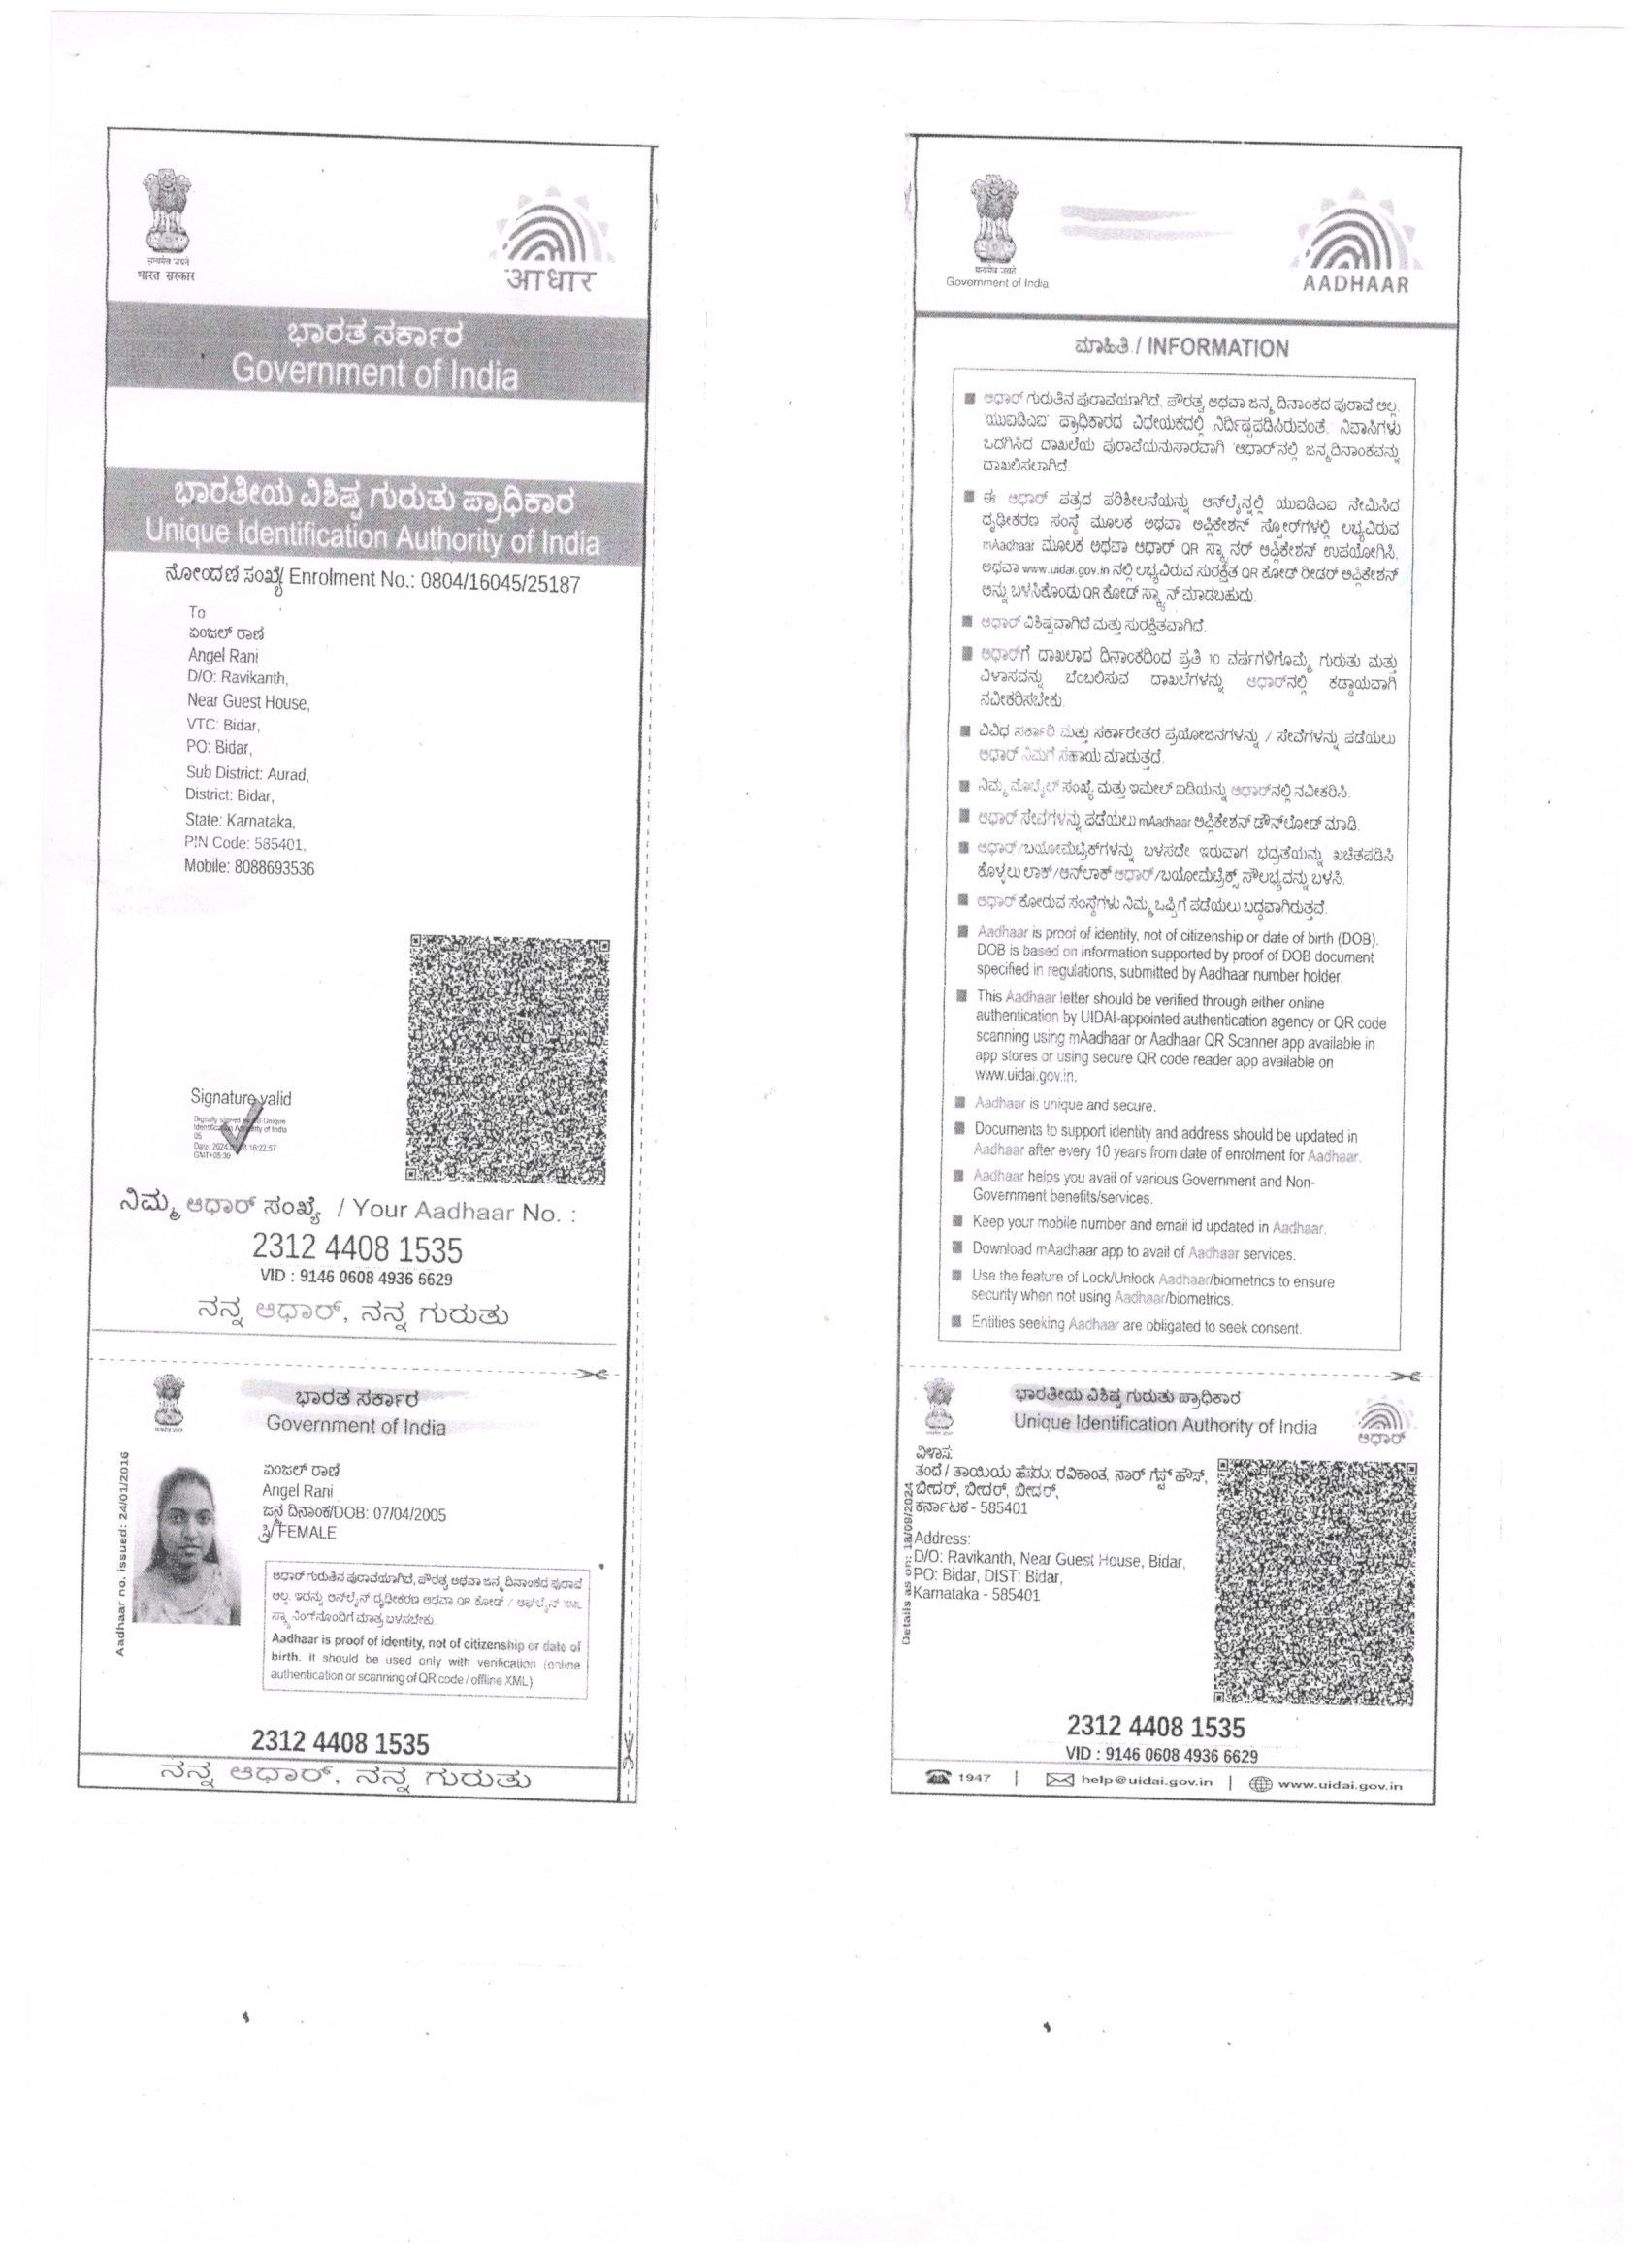 सत्यमेव जयते
भारत सरकार
आधार
ಭಾರತ ಸರ್ಕಾರ
Government of India
ಭಾರತೀಯ ವಿಶಿಷ್ಟ ಗುರುತು ಪ್ರಾಧಿಕಾರ
Unique Identification Authority of India
ನೋಂದಣಿ ಸಂಖ್ಯೆ/ Enrolment No.: 0804/16045/25187
To
ಏಂಜಲ್ ರಾಣಿ
Angel Rani
D/O: Ravikanth,
Near Guest House,
VTC: Bidar,
PO: Bidar,
Sub District: Aurad,
District: Bidar,
State: Karnataka,
PIN Code: 585401,
Mobile: 8088693536
Signature valid
Digitally signed Unique
Identification Authority of India
05
16:22:57
GMT+05:30
ನಿಮ್ಮ ಆಧಾರ್ ಸಂಖ್ಯೆ / Your Aadhaar No. :
2312 4408 1535
VID : 9146 0608 4936 6629
ನನ್ನ ಆಧಾರ್, ನನ್ನ ಗುರುತು
ಭಾರತ ಸರ್ಕಾರ
Government of India
Aadhaar no. issued: 24/01/2016
ಏಂಜಲ್ ರಾಣಿ
Angel Rani
ಜನ್ಮ ದಿನಾಂಕ/DOB: 07/04/2005
ಸ್ತ್ರೀ/FEMALE
ಆಧಾರ್ ಗುರುತಿನ ಪುರಾವೆಯಾಗಿದೆ, ಪೌರತ್ವ ಅಥವಾ ಜನ್ಮ ದಿನಾಂಕದ ಪುರಾವೆ
ಅಲ್ಲ. ಇದನ್ನು ಆನ್‌ಲೈನ್ ದೃಢೀಕರಣ ಅಥವಾ QR ಕೋಡ್ / ಆಫ್‌ಲೈನ್ XML
ಸ್ಕ್ಯಾನಿಂಗ್‌ನೊಂದಿಗೆ ಮಾತ್ರ ಬಳಸಬೇಕು.
Aadhaar is proof of identity, not of citizenship or date of
birth. It should be used only with verification (online
authentication or scanning of QR code / offline XML)
2312 4408 1535
ನನ್ನ ಆಧಾರ್, ನನ್ನ ಗುರುತು
सत्यमेव जयते
Government of India
AADHAAR
ಮಾಹಿತಿ / INFORMATION
ಆಧಾರ್ ಗುರುತಿನ ಪುರಾವೆಯಾಗಿದೆ, ಪೌರತ್ವ ಅಥವಾ ಜನ್ಮ ದಿನಾಂಕದ ಪುರಾವೆ ಅಲ್ಲ.
'ಯುಐಡಿಎಐ' ಪ್ರಾಧಿಕಾರದ ವಿಧೇಯಕದಲ್ಲಿ ನಿರ್ದಿಷ್ಟಪಡಿಸಿರುವಂತೆ, ನಿವಾಸಿಗಳು
ಒದಗಿಸಿದ ದಾಖಲೆಯ ಪುರಾವೆಯನುಸಾರವಾಗಿ 'ಆಧಾರ್'ನಲ್ಲಿ ಜನ್ಮದಿನಾಂಕವನ್ನು
ದಾಖಲಿಸಲಾಗಿದೆ
ಈ ಆಧಾರ್ ಪತ್ರದ ಪರಿಶೀಲನೆಯನ್ನು ಆನ್‌ಲೈನ್ನಲ್ಲಿ ಯುಐಡಿಎಐ ನೇಮಿಸಿದ
ದೃಢೀಕರಣ ಸಂಸ್ಥೆ ಮೂಲಕ ಅಥವಾ ಅಪ್ಲಿಕೇಶನ್ ಸ್ಟೋರ್‌ಗಳಲ್ಲಿ ಲಭ್ಯವಿರುವ
mAadhaar ಮೂಲಕ ಅಥವಾ ಆಧಾರ್ QR ಸ್ಕ್ಯಾನರ್ ಅಪ್ಲಿಕೇಶನ್ ಉಪಯೋಗಿಸಿ,
ಅಥವಾ www.uidai.gov.in ನಲ್ಲಿ ಲಭ್ಯವಿರುವ ಸುರಕ್ಷಿತ QR ಕೋಡ್ ರೀಡರ್ ಅಪ್ಲಿಕೇಶನ್
ಅನ್ನು ಬಳಸಿಕೊಂಡು QR ಕೋಡ್ ಸ್ಕ್ಯಾನ್ ಮಾಡಬಹುದು.
ಆಧಾರ್ ವಿಶಿಷ್ಟವಾಗಿದೆ ಮತ್ತು ಸುರಕ್ಷಿತವಾಗಿದೆ.
ಆಧಾರ್‌ಗೆ ದಾಖಲಾದ ದಿನಾಂಕದಿಂದ ಪ್ರತಿ 10 ವರ್ಷಗಳಿಗೊಮ್ಮೆ ಗುರುತು ಮತ್ತು
ವಿಳಾಸವನ್ನು ಬೆಂಬಲಿಸುವ ದಾಖಲೆಗಳನ್ನು ಆಧಾರ್‌ನಲ್ಲಿ ಕಡ್ಡಾಯವಾಗಿ
ನವೀಕರಿಸಬೇಕು.
ವಿವಿಧ ಸರ್ಕಾರಿ ಮತ್ತು ಸರ್ಕಾರೇತರ ಪ್ರಯೋಜನಗಳನ್ನು / ಸೇವೆಗಳನ್ನು ಪಡೆಯಲು
ಆಧಾರ್ ನಿಮಗೆ ಸಹಾಯ ಮಾಡುತ್ತದೆ.
ನಿಮ್ಮ ಮೊಬೈಲ್ ಸಂಖ್ಯೆ ಮತ್ತು ಇಮೇಲ್ ಐಡಿಯನ್ನು ಆಧಾರ್‌ನಲ್ಲಿ ನವೀಕರಿಸಿ.
ಆಧಾರ್ ಸೇವೆಗಳನ್ನು ಪಡೆಯಲು mAadhaar ಅಪ್ಲಿಕೇಶನ್ ಡೌನ್‌ಲೋಡ್ ಮಾಡಿ.
ಆಧಾರ್/ಬಯೋಮೆಟ್ರಿಕ್‌ಗಳನ್ನು ಬಳಸದೇ ಇರುವಾಗ ಭದ್ರತೆಯನ್ನು ಖಚಿತಪಡಿಸಿ
ಕೊಳ್ಳಲು ಲಾಕ್/ಅನ್‌ಲಾಕ್ ಆಧಾರ್/ಬಯೋಮೆಟ್ರಿಕ್ಸ್ ಸೌಲಭ್ಯವನ್ನು ಬಳಸಿ.
ಆಧಾರ್ ಕೋರುವ ಸಂಸ್ಥೆಗಳು ನಿಮ್ಮ ಒಪ್ಪಿಗೆ ಪಡೆಯಲು ಬದ್ಧವಾಗಿರುತ್ತವೆ.
Aadhaar is proof of identity, not of citizenship or date of birth (DOB).
DOB is based on information supported by proof of DOB document
specified in regulations, submitted by Aadhaar number holder.
This Aadhaar letter should be verified through either online
authentication by UIDAI-appointed authentication agency or QR code
scanning using mAadhaar or Aadhaar QR Scanner app available in
app stores or using secure QR code reader app available on
www.uidai.gov.in.
Aadhaar is unique and secure.
Documents to support identity and address should be updated in
Aadhaar after every 10 years from date of enrolment for Aadhaar.
Aadhaar helps you avail of various Government and Non-
Government benefits/services.
Keep your mobile number and email id updated in Aadhaar.
Download mAadhaar app to avail of Aadhaar services.
Use the feature of Lock/Unlock Aadhaar/biometrics to ensure
security when not using Aadhaar/biometrics.
Entities seeking Aadhaar are obligated to seek consent.
ಭಾರತೀಯ ವಿಶಿಷ್ಟ ಗುರುತು ಪ್ರಾಧಿಕಾರ
Unique Identification Authority of India
ಆಧಾರ್
Details as on: 18/09/2024
ವಿಳಾಸ:
ತಂದೆ / ತಾಯಿಯ ಹೆಸರು: ರವಿಕಾಂತ, ನಾರ್ ಗೆಸ್ಟ್ ಹೌಸ್,
ಬೀದರ್, ಬೀದರ್, ಬೀದರ್,
ಕರ್ನಾಟಕ - 585401
Address:
D/O: Ravikanth, Near Guest House, Bidar,
PO: Bidar, DIST: Bidar,
Karnataka - 585401
2312 4408 1535
VID : 9146 0608 4936 6629
1947 | help@uidai.gov.in | www.uidai.gov.in